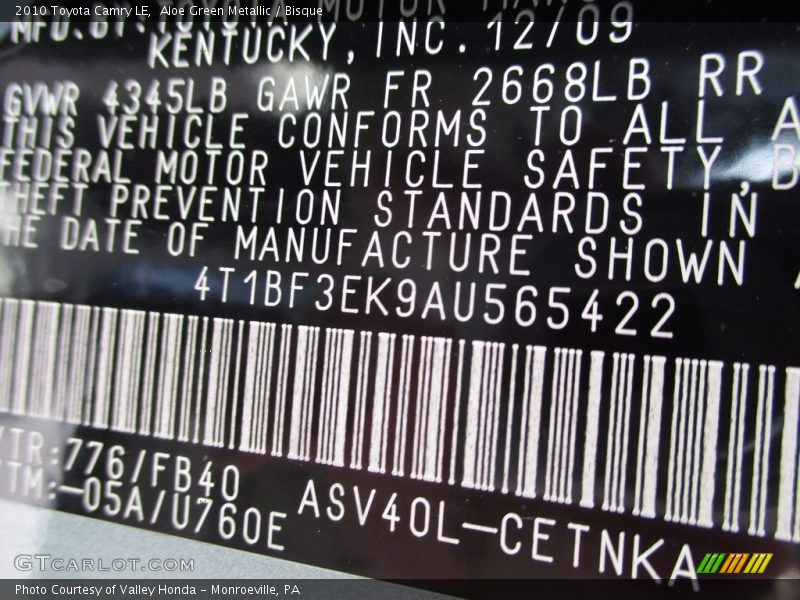 2010 Toyota Camry LE, Aloe Green Metallic / Bisque
MOTOR
KENTUCKY, INC. 12/09
GVWR 4345LB GAWR FR 2668LB RR
THIS VEHICLE CONFORMS TO ALL A
FEDERAL MOTOR VEHICLE SAFETY, B
THEFT PREVENTION STANDARDS IN
HE DATE OF MANUFACTURE SHOWN
4T1BF3EK9AU565422
/TR:776/FB40
TM:-05A/U760E ASV40L-CETNKA
GTCARLOT.COM
Photo Courtesy of Valley Honda - Monroeville, PA